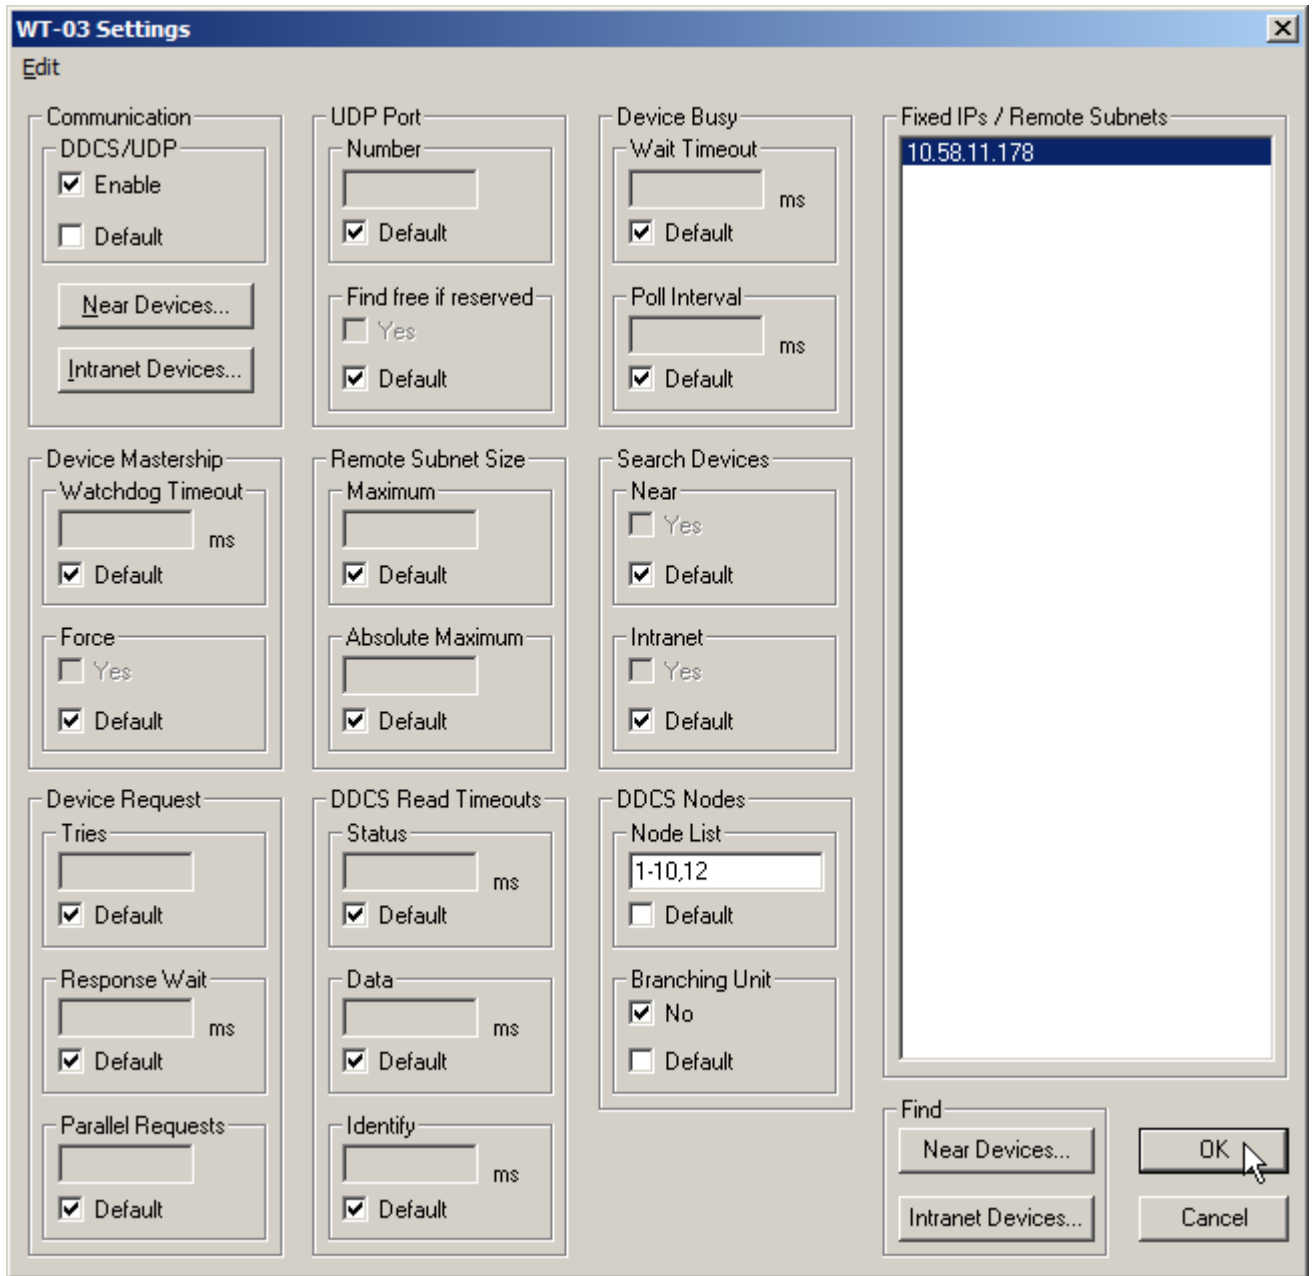 WT-03 Settings
Edit
Communication
DDCS/UDP
Enable
Default
Near Devices...
Intranet Devices...
UDP Port
Number
Default
Find free if reserved
Yes
Default
Device Busy
Wait Timeout
ms
Default
Poll Interval
ms
Default
Fixed IPs / Remote Subnets
10.58.11.178
Device Mastership
Watchdog Timeout
ms
Default
Force
Yes
Default
Remote Subnet Size
Maximum
Default
Absolute Maximum
Default
Search Devices
Near
Yes
Default
Intranet
Yes
Default
Device Request
Tries
Default
Response Wait
ms
Default
Parallel Requests
Default
DDCS Read Timeouts
Status
ms
Default
Data
ms
Default
Identify
ms
Default
DDCS Nodes
Node List
1-10,12
Default
Branching Unit
No
Default
Find
Near Devices...
Intranet Devices...
OK
Cancel